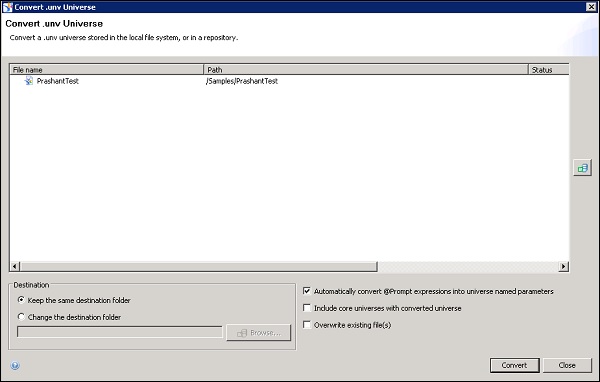 Convert .unv Universe
Convert .unv Universe
Convert a .unv universe stored in the local file system, or in a repository.
File name Path Status
PrashantTest /Samples/PrashantTest
Destination
Keep the same destination folder
Change the destination folder
Browse...
Automatically convert @Prompt expressions into universe named parameters
Include core universes with converted universe
Overwrite existing file(s)
Convert Close